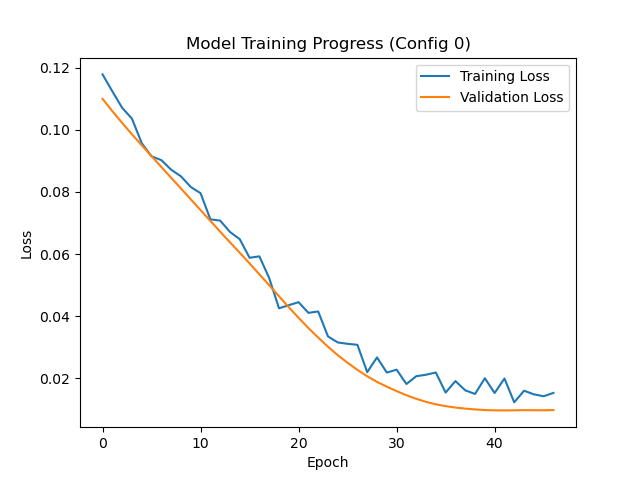 Model Training Progress (Config 0)
Training Loss
Validation Loss
0.12
0.10
0.08
0.06
0.04
0.02
Loss
0
10
20
30
40
Epoch